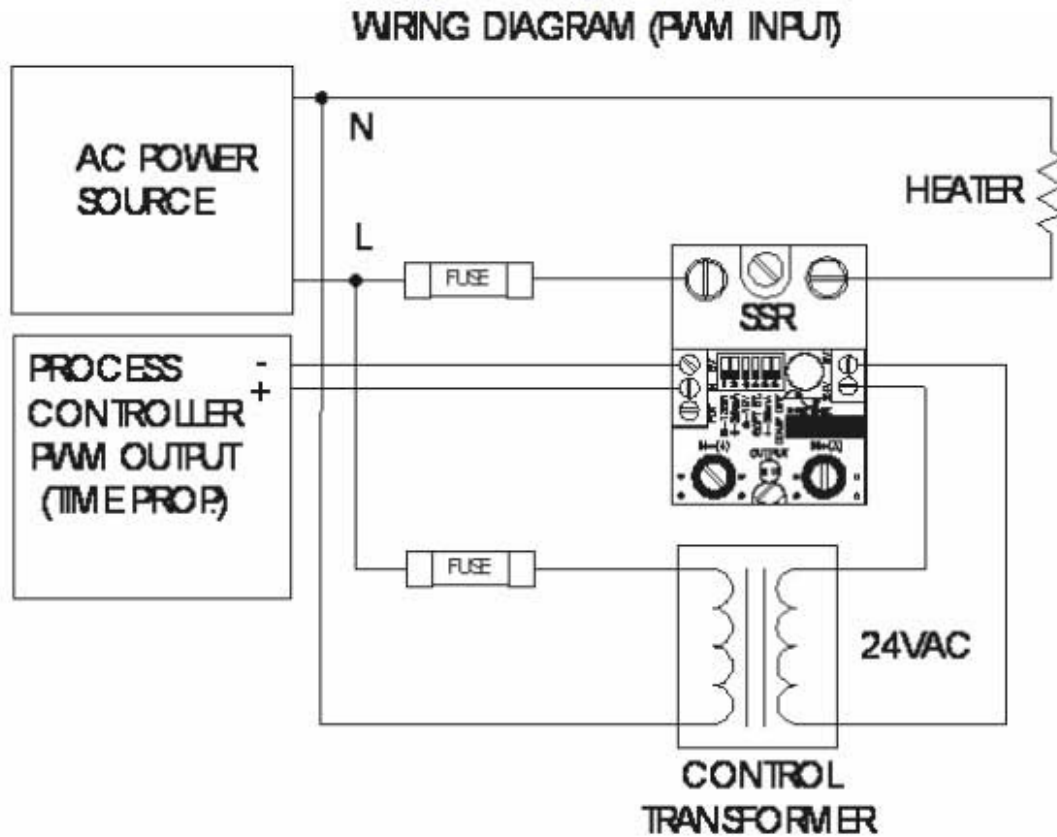 WIRING DIAGRAM (PWM INPUT)
N
AC POWER
SOURCE
HEATER
L
FUSE
SSR
PROCESS
CONTROLLER
PWM OUTPUT
(TIME PROP.)
-
+
OUTPUT
FUSE
24VAC
CONTROL
TRANSFORMER